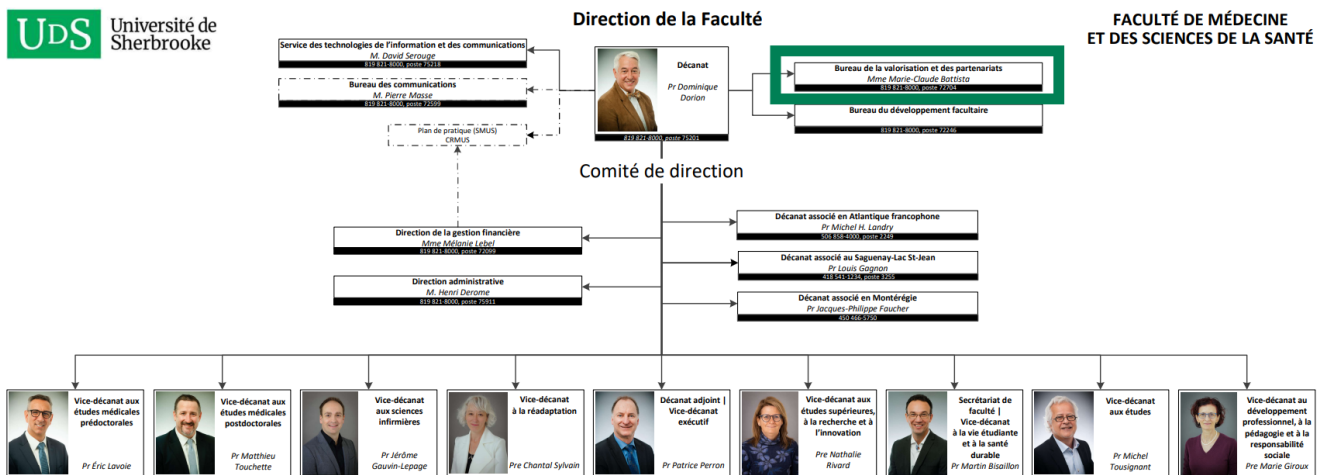 UDS Université de
Sherbrooke
Direction de la Faculté
FACULTÉ DE MÉDECINE
ET DES SCIENCES DE LA SANTÉ
Service des technologies de l'information et des communications
M. David Serouge
819 821-8000, poste 75218
Bureau des communications
M. Pierre Masse
819 821-8000, poste 72599
Plan de pratique (SMUS)
CRMUS
Décanat
Pr Dominique
Dorion
819 821-8000, poste 75201
Bureau de la valorisation et des partenariats
Mme Marie-Claude Battista
819 821-8000, poste 72704
Bureau du développement facultaire
819 821-8000, poste 72246
Comité de direction
Direction de la gestion financière
Mme Mélanie Lebel
819 821-8000, poste 72099
Direction administrative
M. Henri Derome
819 821-8000, poste 75911
Décanat associé en Atlantique francophone
Pr Michel H. Landry
506 858-4000, poste 2249
Décanat associé au Saguenay-Lac St-Jean
Pr Louis Gagnon
418 541-1234, poste 3255
Décanat associé en Montérégie
Pr Jacques-Philippe Faucher
450 466-5750
Vice-décanat aux
études médicales
prédoctorales
Pr Éric Lavoie
Vice-décanat aux
études médicales
postdoctorales
Pr Matthieu
Touchette
Vice-décanat
aux sciences
infirmières
Pr Jérôme
Gauvin-Lepage
Vice-décanat
à la réadaptation
Pre Chantal Sylvain
Décanat adjoint |
Vice-décanat
exécutif
Pr Patrice Perron
Vice-décanat aux
études supérieures,
à la recherche et à
l'innovation
Pre Nathalie
Rivard
Secrétariat de
faculté |
Vice-décanat
à la vie étudiante
et à la santé
durable
Pr Martin Bisaillon
Vice-décanat
aux études
Pr Michel
Tousignant
Vice-décanat au
développement
professionnel, à la
pédagogie et à la
responsabilité
sociale
Pre Marie Giroux